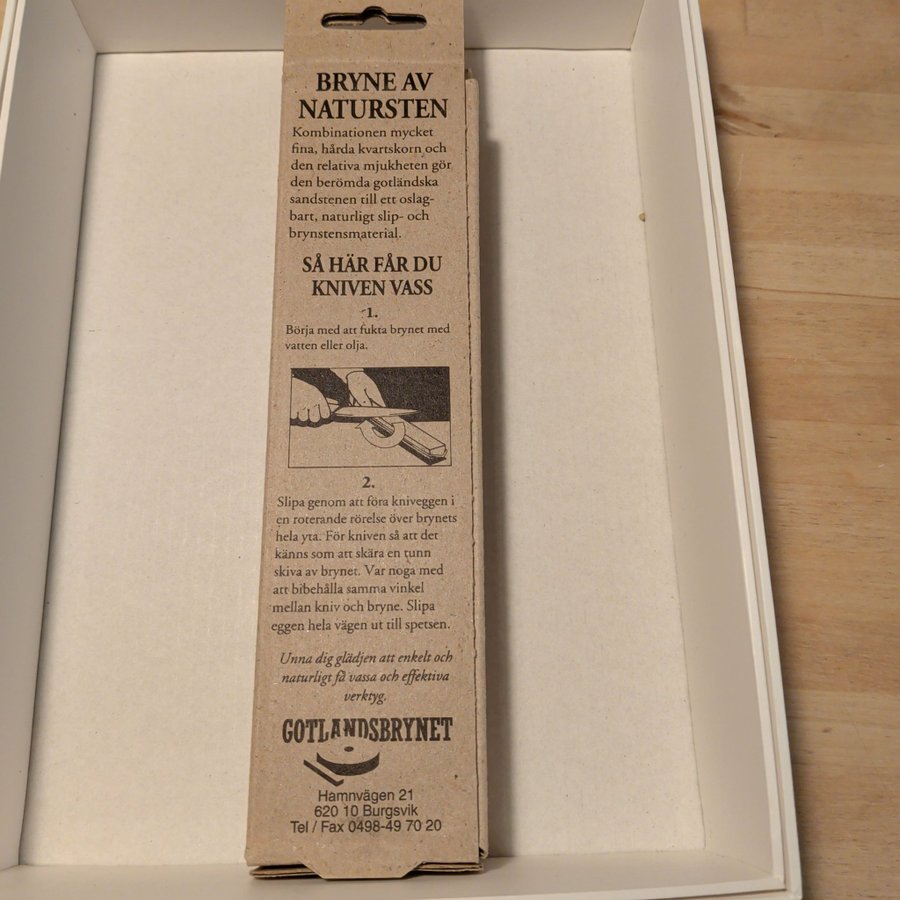 BRYNE AV
NATURSTEN
Kombinationen mycket
fina, hårda kvartskorn och
den relativa mjukheten gör
den berömda gotländska
sandstenen till ett oslag-
bart, naturligt slip- och
brynstensmaterial.
SÅ HÄR FÅR DU
KNIVEN VASS
1.
Börja med att fukta brynet med
vatten eller olja.
2.
Slipa genom att föra kniveggen i
en roterande rörelse över brynets
hela yta. För kniven så att det
känns som att skära en tunn
skiva av brynet. Var noga med
att bibehålla samma vinkel
mellan kniv och bryne. Slipa
eggen hela vägen ut till spetsen.
Unna dig glädjen att enkelt och
naturligt få vassa och effektiva
verktyg.
GOTLANDSBRYNET
Hamnvägen 21
620 10 Burgsvik
Tel / Fax 0498-49 70 20